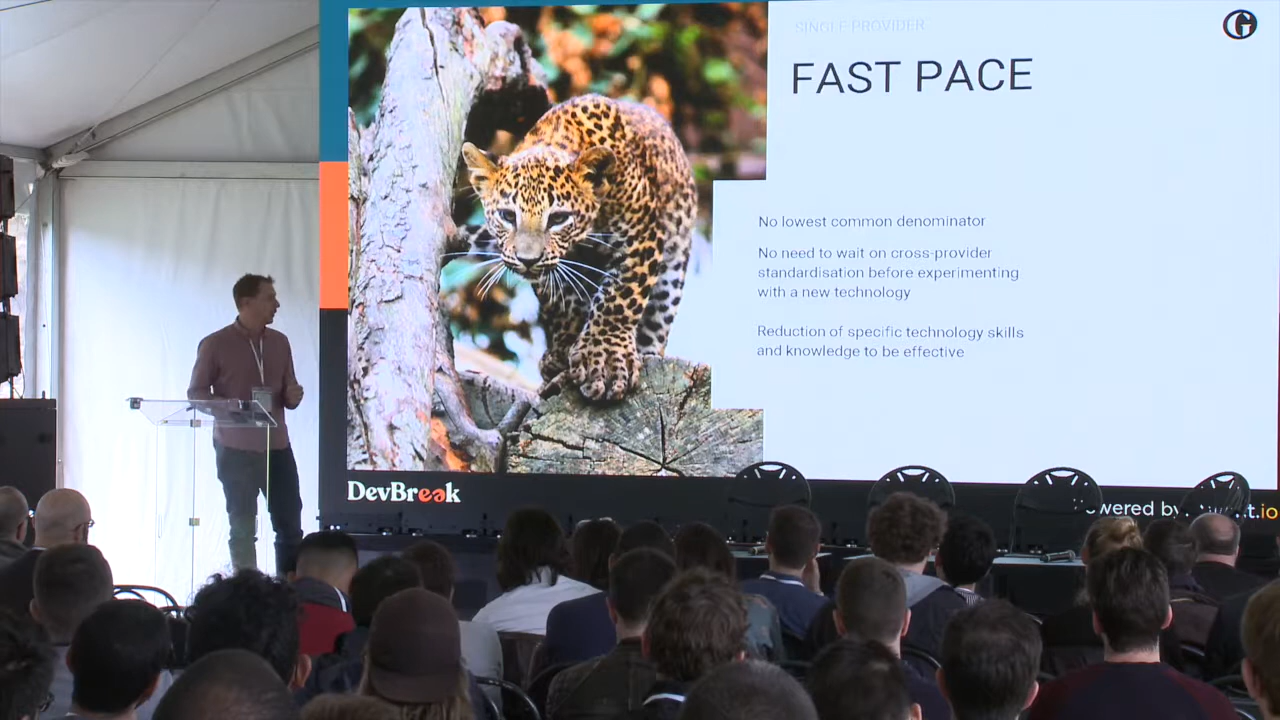 SINGLE PROVIDER
G
FAST PACE
No lowest common denominator
No need to wait on cross-provider
standardisation before experimenting
with a new technology
Reduction of specific technology skills
and knowledge to be effective
DevBreak
.io